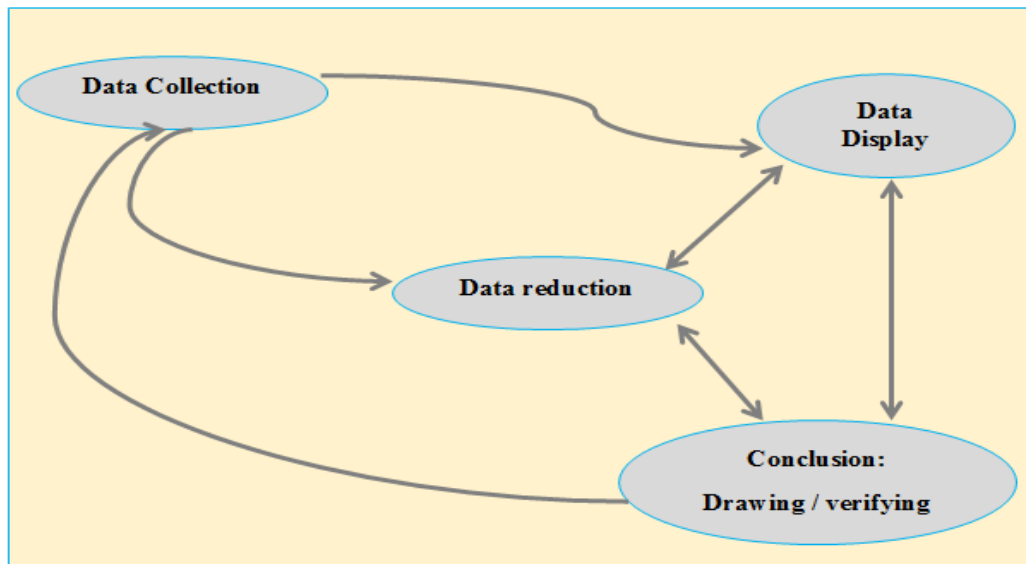 Data Collection
Data
Display
Data reduction
Conclusion:
Drawing / verifying